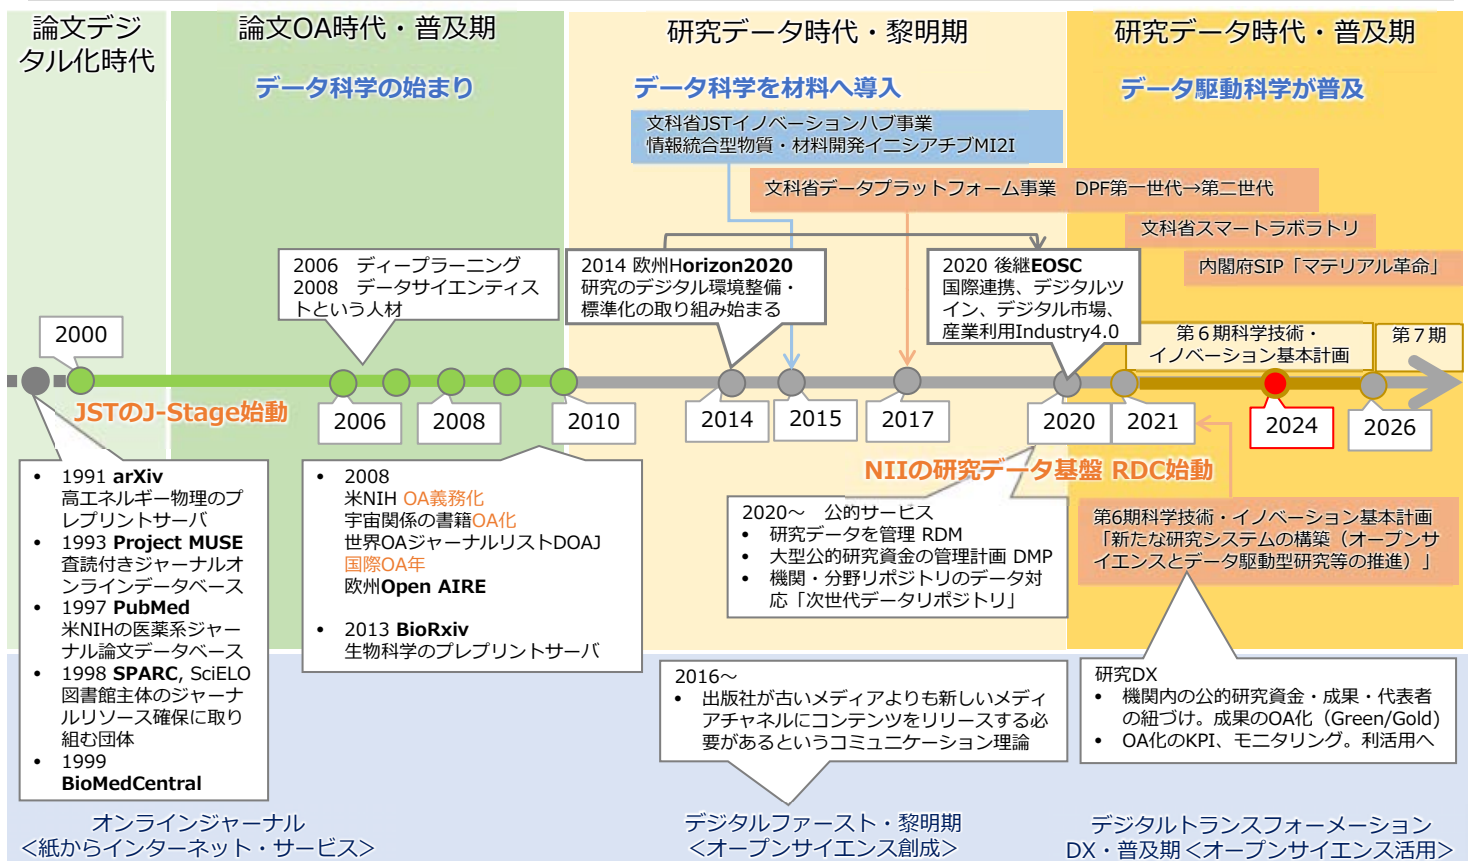 論文デジ
タル化時代
論文OA時代・普及期
研究データ時代・黎明期
研究データ時代・普及期
データ科学の始まり
データ科学を材料へ導入
データ駆動科学が普及
文科省JSTイノベーションハブ事業
情報統合型物質・材料開発イニシアチブMI2I
文科省データプラットフォーム事業　DPF第一世代→第二世代
文科省スマートラボラトリ
内閣府SIP「マテリアル革命」
2006　ディープラーニング
2008　データサイエンティス
トという人材
2014 欧州Horizon2020
研究のデジタル環境整備・
標準化の取り組み始まる
2020 後継EOSC
国際連携、デジタルツ
イン、デジタル市場、
産業利用Industry4.0
第６期科学技術・
イノベーション基本計画
第７期
2000
JSTのJ-Stage始動
2006
2008
2010
2014
2015
2017
2020
2021
2024
2026
NIIの研究データ基盤 RDC始動
• 1991 arXiv
高エネルギー物理のプ
レプリントサーバ
• 1993 Project MUSE
査読付きジャーナルオ
ンラインデータベース
• 1997 PubMed
米NIHの医薬系ジャー
ナル論文データベース
• 1998 SPARC, SciELO
図書館主体のジャーナ
ルリソース確保に取り
組む団体
• 1999
BioMedCentral
• 2008
米NIH OA義務化
宇宙関係の書籍OA化
世界OAジャーナルリストDOAJ
国際OA年
欧州Open AIRE
• 2013 BioRxiv
生物科学のプレプリントサーバ
2020～　公的サービス
• 研究データを管理 RDM
• 大型公的研究資金の管理計画 DMP
• 機関・分野リポジトリのデータ対
応「次世代データリポジトリ」
第6期科学技術・イノベーション基本計画
「新たな研究システムの構築（オープンサ
イエンスとデータ駆動型研究等の推進）」
2016～
• 出版社が古いメディアよりも新しいメディ
アチャネルにコンテンツをリリースする必
要があるというコミュニケーション理論
研究DX
• 機関内の公的研究資金・成果・代表者
の紐づけ。成果のOA化（Green/Gold)
• OA化のKPI、モニタリング。利活用へ
オンラインジャーナル
＜紙からインターネット・サービス＞
デジタルファースト・黎明期
＜オープンサイエンス創成＞
デジタルトランスフォーメーション
DX・普及期＜オープンサイエンス活用＞